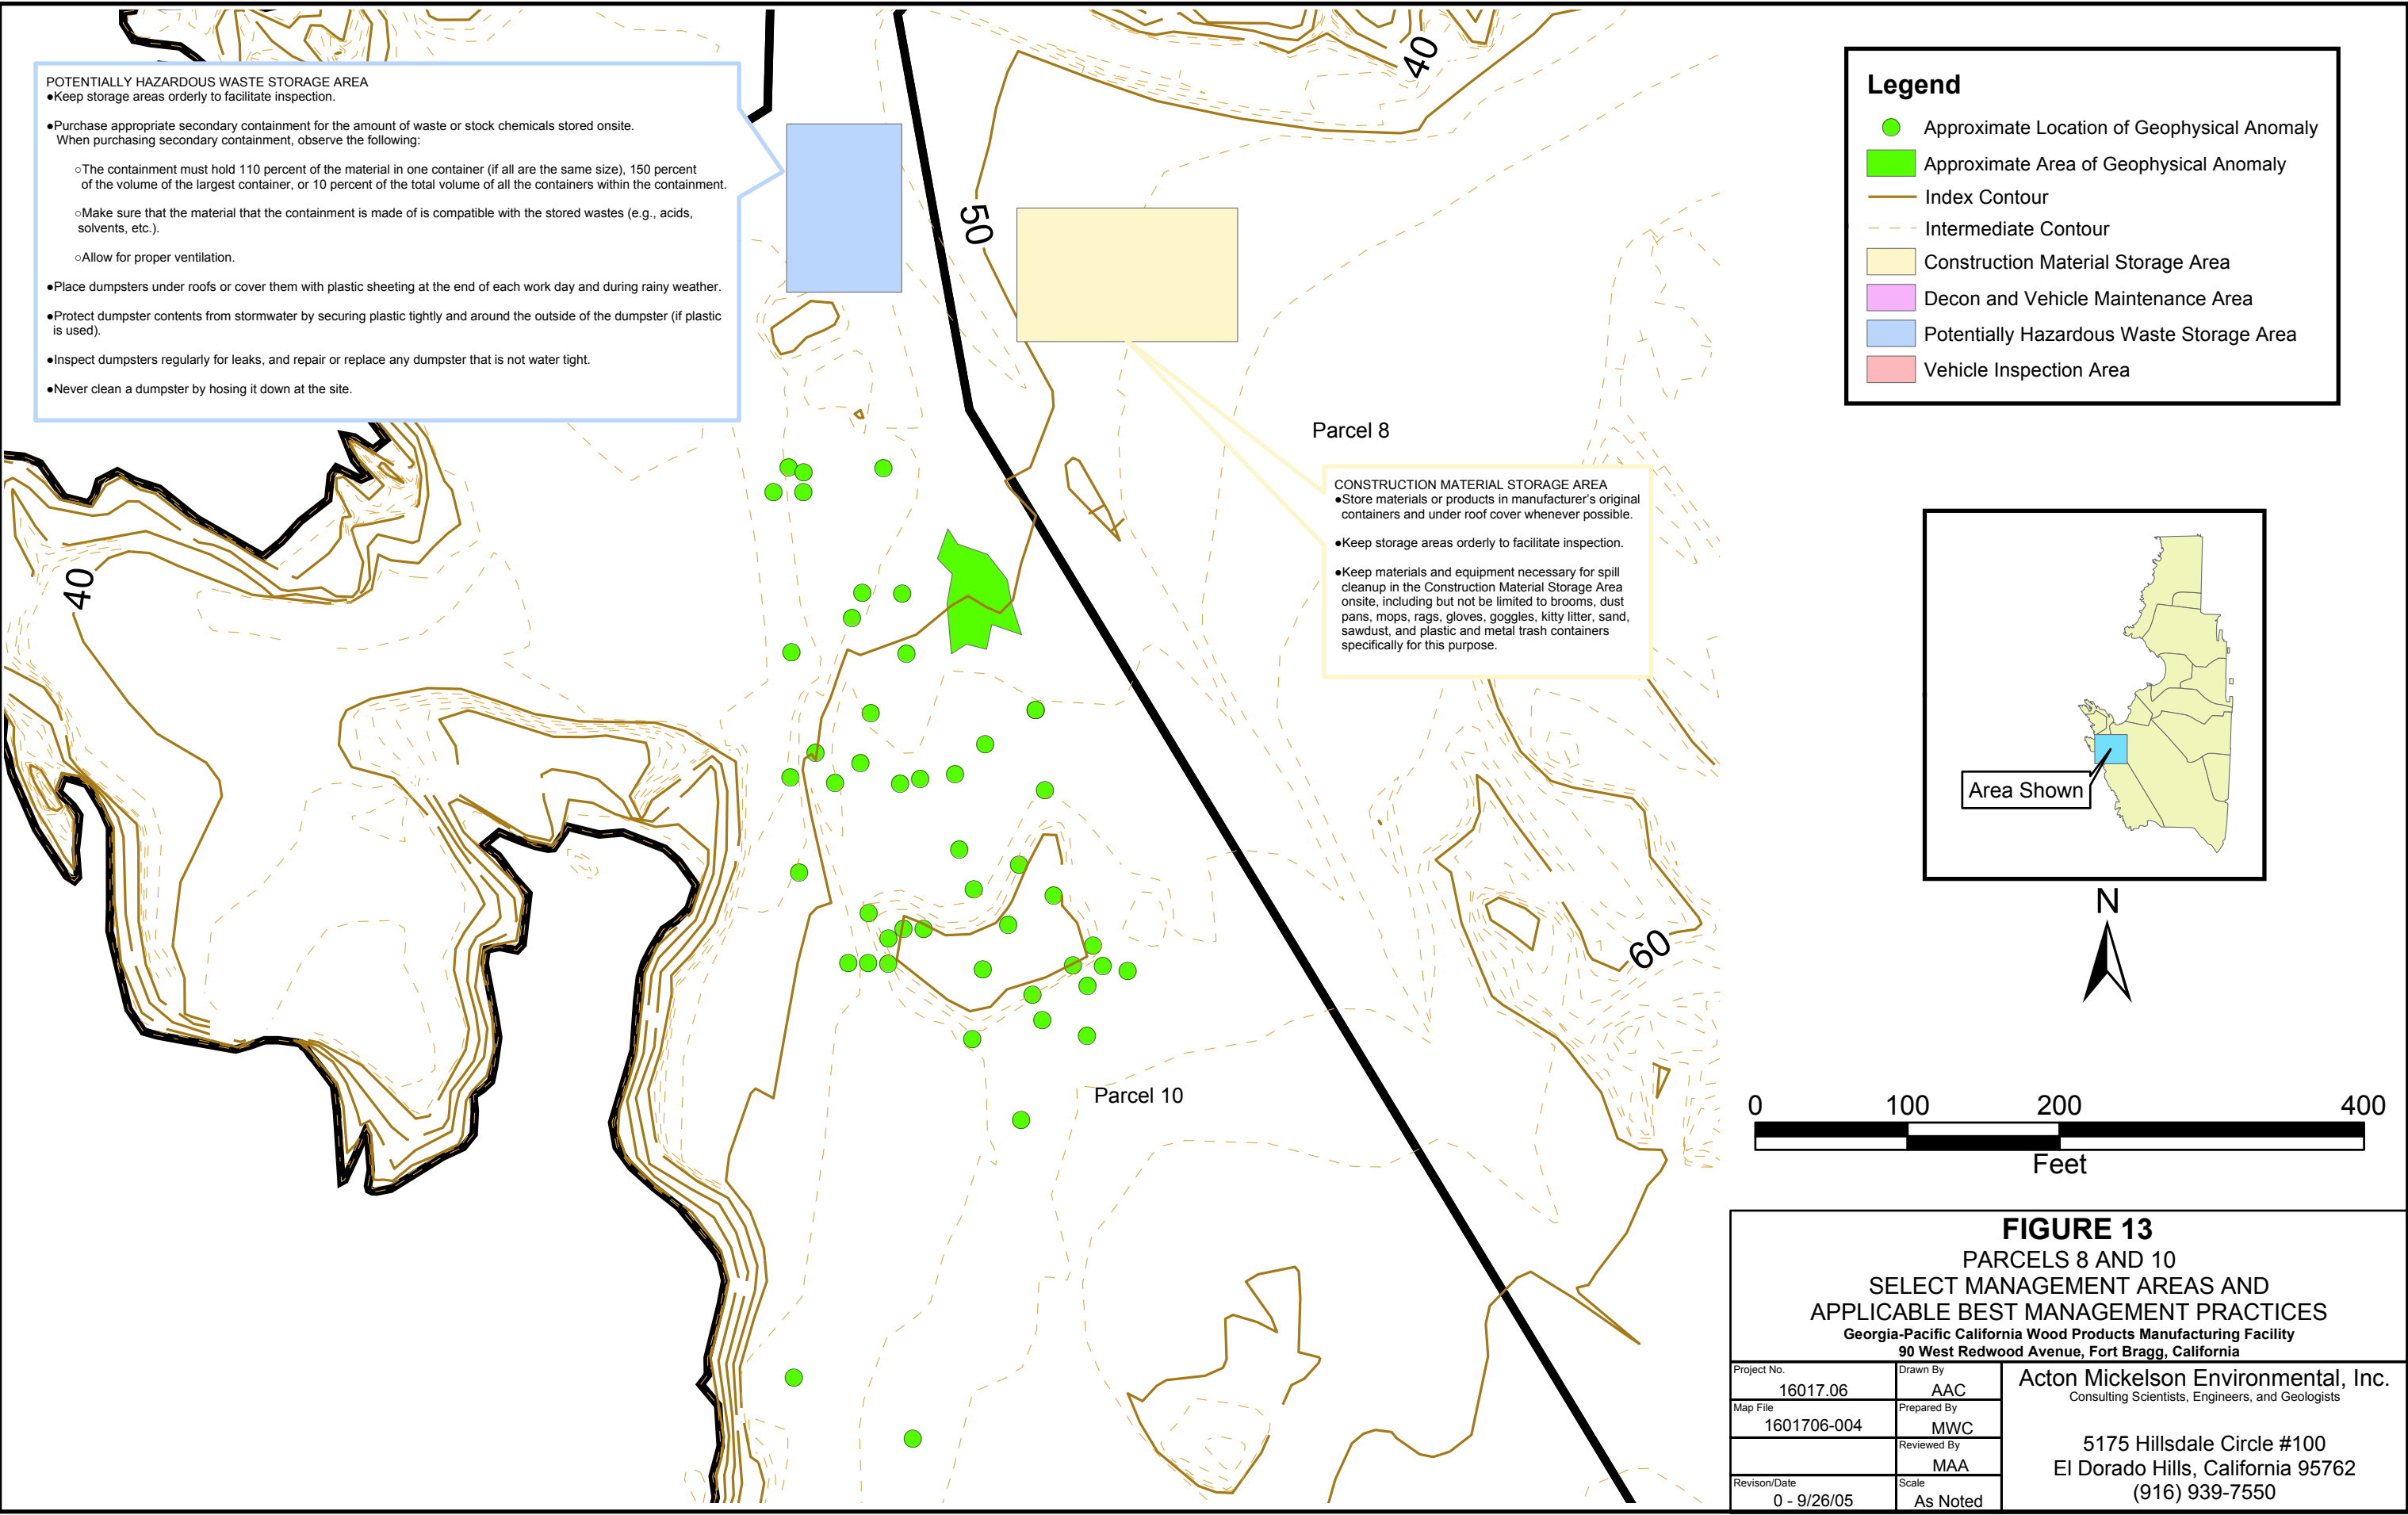 POTENTIALLY HAZARDOUS WASTE STORAGE AREA
●Keep storage areas orderly to facilitate inspection.
●Purchase appropriate secondary containment for the amount of waste or stock chemicals stored onsite.
When purchasing secondary containment, observe the following:
○The containment must hold 110 percent of the material in one container (if all are the same size), 150 percent
of the volume of the largest container, or 10 percent of the total volume of all the containers within the containment.
○Make sure that the material that the containment is made of is compatible with the stored wastes (e.g., acids,
solvents, etc.).
○Allow for proper ventilation.
●Place dumpsters under roofs or cover them with plastic sheeting at the end of each work day and during rainy weather.
●Protect dumpster contents from stormwater by securing plastic tightly and around the outside of the dumpster (if plastic
is used).
●Inspect dumpsters regularly for leaks, and repair or replace any dumpster that is not water tight.
●Never clean a dumpster by hosing it down at the site.
40
50
40
60
Parcel 8
CONSTRUCTION MATERIAL STORAGE AREA
●Store materials or products in manufacturer's original
containers and under roof cover whenever possible.
●Keep storage areas orderly to facilitate inspection.
●Keep materials and equipment necessary for spill
cleanup in the Construction Material Storage Area
onsite, including but not be limited to brooms, dust
pans, mops, rags, gloves, goggles, kitty litter, sand,
sawdust, and plastic and metal trash containers
specifically for this purpose.
Parcel 10
Legend
Approximate Location of Geophysical Anomaly
Approximate Area of Geophysical Anomaly
Index Contour
Intermediate Contour
Construction Material Storage Area
Decon and Vehicle Maintenance Area
Potentially Hazardous Waste Storage Area
Vehicle Inspection Area
Area Shown
N
0 100 200 400
Feet
FIGURE 13
PARCELS 8 AND 10
SELECT MANAGEMENT AREAS AND
APPLICABLE BEST MANAGEMENT PRACTICES
Georgia-Pacific California Wood Products Manufacturing Facility
90 West Redwood Avenue, Fort Bragg, California
Project No.
16017.06
Drawn By
AAC
Map File
1601706-004
Prepared By
MWC
Reviewed By
MAA
Revison/Date
0 - 9/26/05
Scale
As Noted
Acton Mickelson Environmental, Inc.
Consulting Scientists, Engineers, and Geologists
5175 Hillsdale Circle #100
El Dorado Hills, California 95762
(916) 939-7550